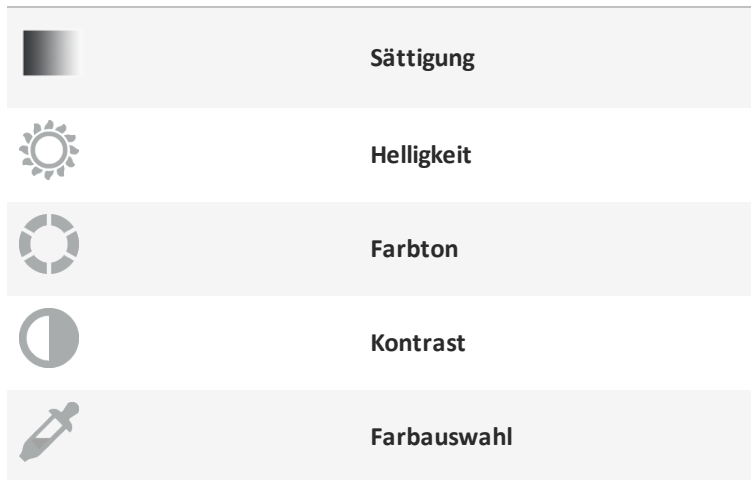 Sättigung
Helligkeit
Farbton
Kontrast
Farbauswahl